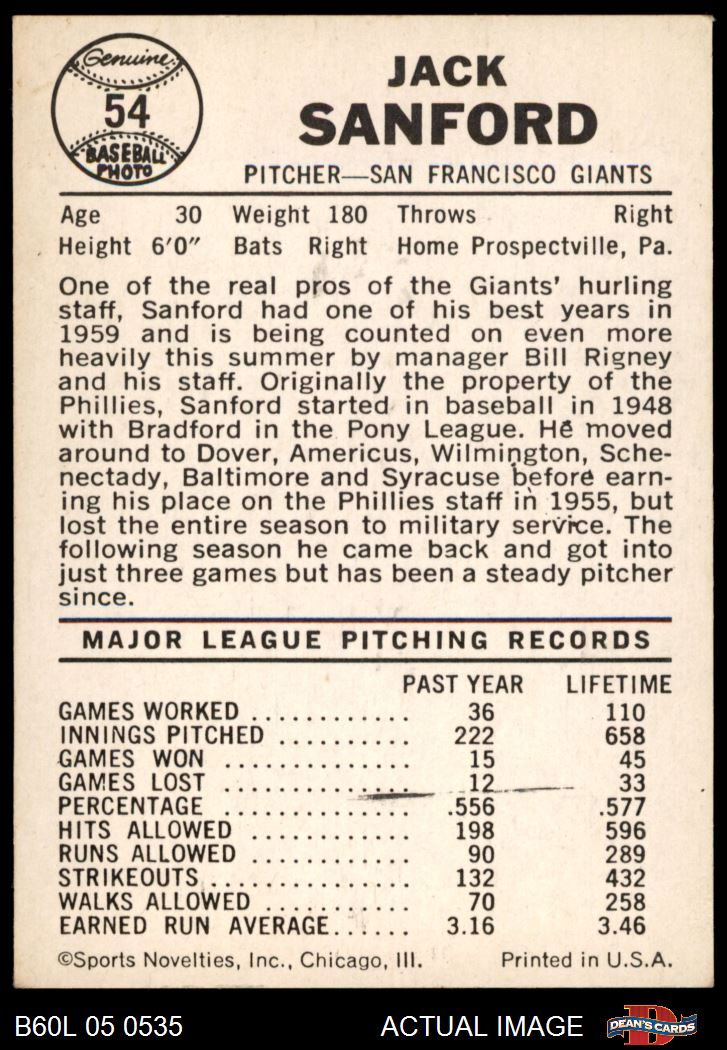 Genuine
54
BASEBALL
PHOTO
JACK
SANFORD
PITCHER—SAN FRANCISCO GIANTS
Age 30 Weight 180 Throws Right
Height 6'0" Bats Right Home Prospectville, Pa.
One of the real pros of the Giants' hurling
staff, Sanford had one of his best years in
1959 and is being counted on even more
heavily this summer by manager Bill Rigney
and his staff. Originally the property of the
Phillies, Sanford started in baseball in 1948
with Bradford in the Pony League. He moved
around to Dover, Americus, Wilmington, Sche-
nectady, Baltimore and Syracuse before earn-
ing his place on the Phillies staff in 1955, but
lost the entire season to military service. The
following season he came back and got into
just three games but has been a steady pitcher
since.
MAJOR LEAGUE PITCHING RECORDS
PAST YEAR LIFETIME
GAMES WORKED ............ 36 110
INNINGS PITCHED .......... 222 658
GAMES WON .............. 15 45
GAMES LOST .............. 12 33
PERCENTAGE .............. .556 .577
HITS ALLOWED ............ 198 596
RUNS ALLOWED ............ 90 289
STRIKEOUTS ............... 132 432
WALKS ALLOWED ........... 70 258
EARNED RUN AVERAGE...... 3.16 3.46
©Sports Novelties, Inc., Chicago, Ill. Printed in U.S.A.
B60L 05 0535 ACTUAL IMAGE DEAN'S CARDS